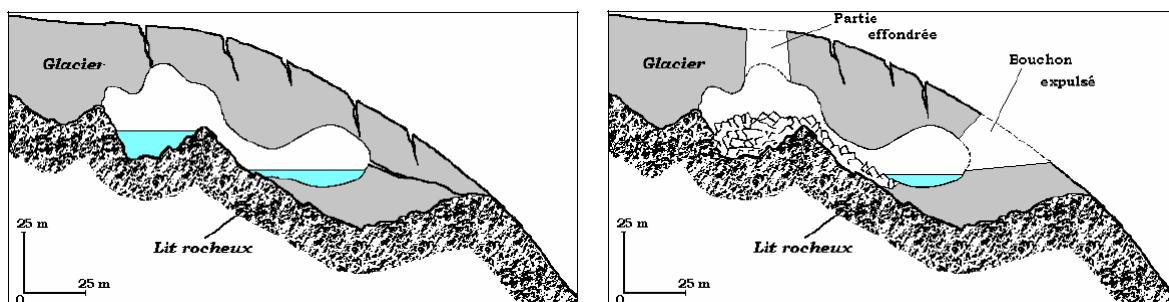 Glacier
25 m
Lit rocheux
0
25 m
Partie
effondrée
Glacier
Bouchon
expulsé
25 m
Lit rocheux
0
25 m